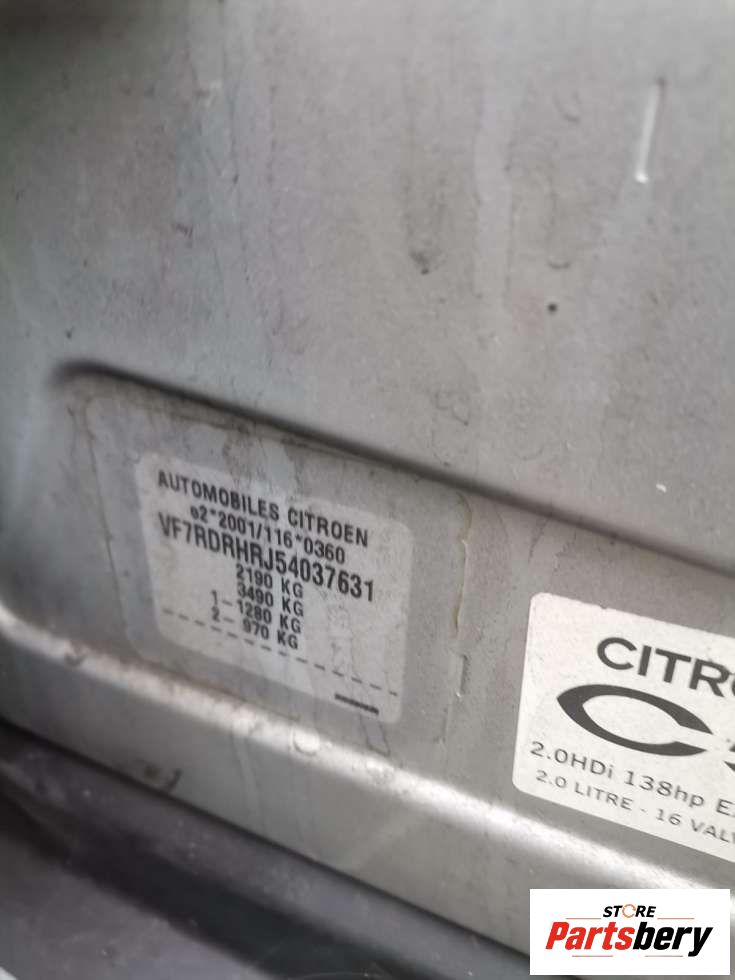 AUTOMOBILES CITROEN
e2*2001/116*0360
VF7RDRHRJ54037631
2190 KG
3490 KG
1- 1280 KG
2- 970 KG
CITR
C
2.0HDi 138hp E
2.0 LITRE - 16 VALV
STORE
Partsbery